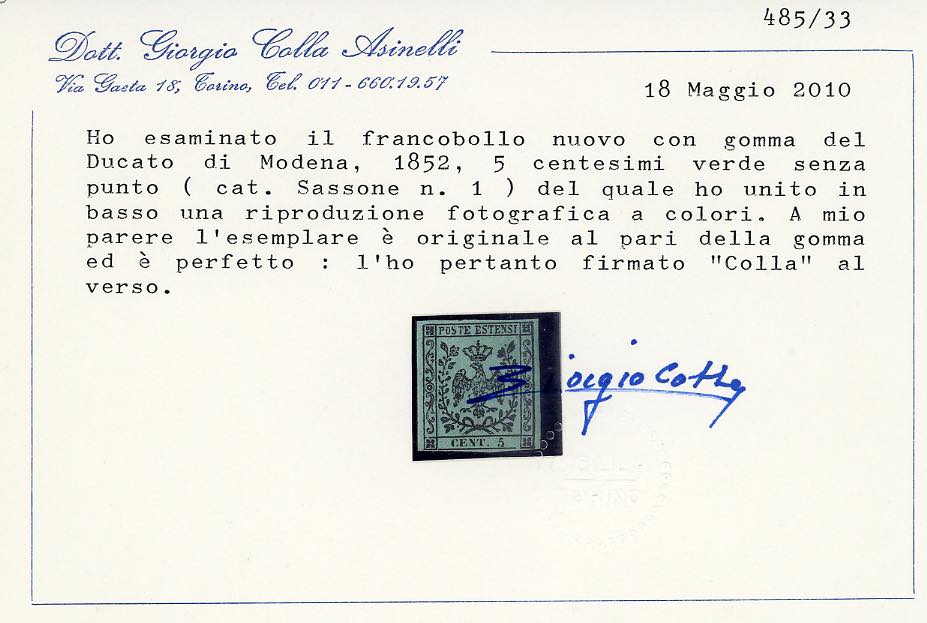 485/33
Dott. Giorgio Colla Asinelli
Via Gaeta 18, Torino, Tel. 011-660.19.57
18 Maggio 2010
Ho esaminato il francobollo nuovo con gomma del
Ducato di Modena, 1852, 5 centesimi verde senza
punto ( cat. Sassone n. 1 ) del quale ho unito in
basso una riproduzione fotografica a colori. A mio
parere l'esemplare è originale al pari della gomma
ed è perfetto : l'ho pertanto firmato "Colla" al
verso.
POSTE ESTENSI
CENT. 5
Giorgio Colla